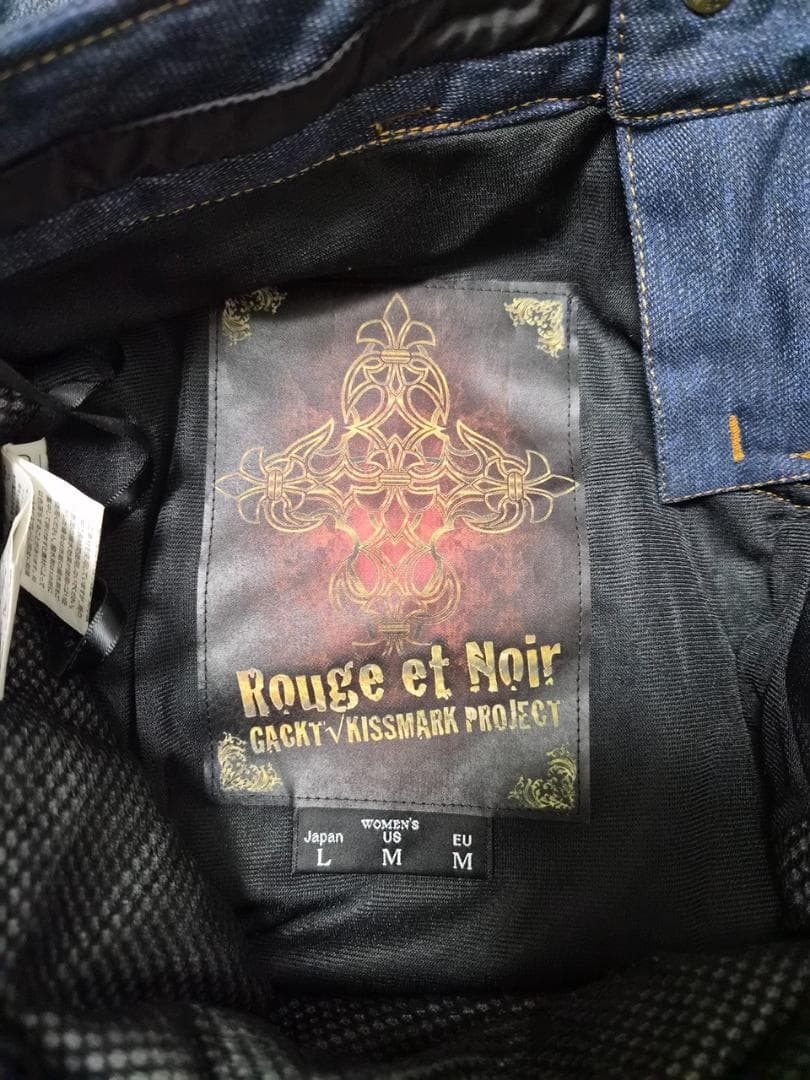 Rouge et Noir
GACKT√KISSMARK PROJECT
WOMEN'S
Japan US EU
L M M